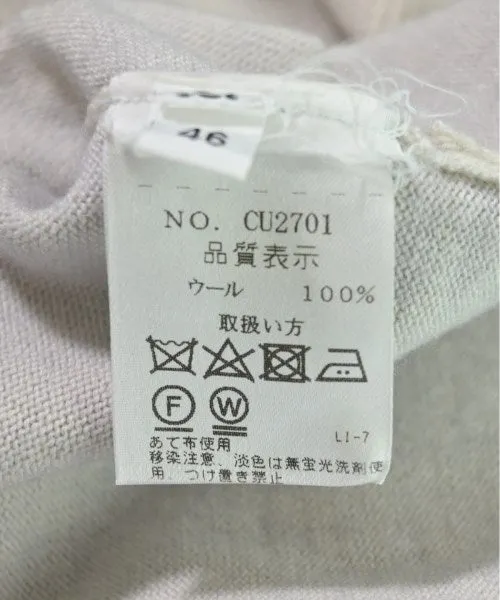 46
NO. CU2701
品質表示
ウール 100%
取扱い方
F W
LI-7
あて布使用
移染注意、淡色は無蛍光洗剤使
用、つけ置き禁止